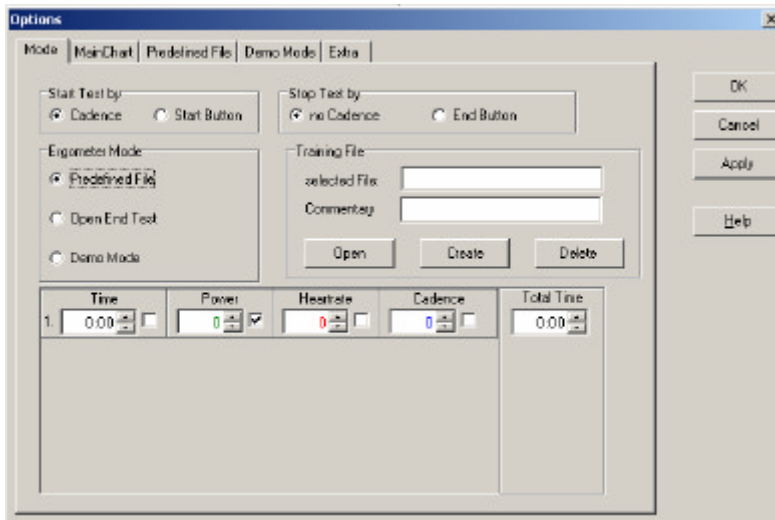 Options
Mode MainChart Predefined File Demo Mode Extra
Start Test by
Cadence Start Button
Stop Test by
no Cadence End Button
OK
Cancel
Apply
Help
Ergometer Mode
Predefined File
Open End Test
Demo Mode
Training File
selected File:
Commentary:
Open Create Delete
Time Power Heartrate Cadence Total Time
1. 0:00 0 0 0 0:00